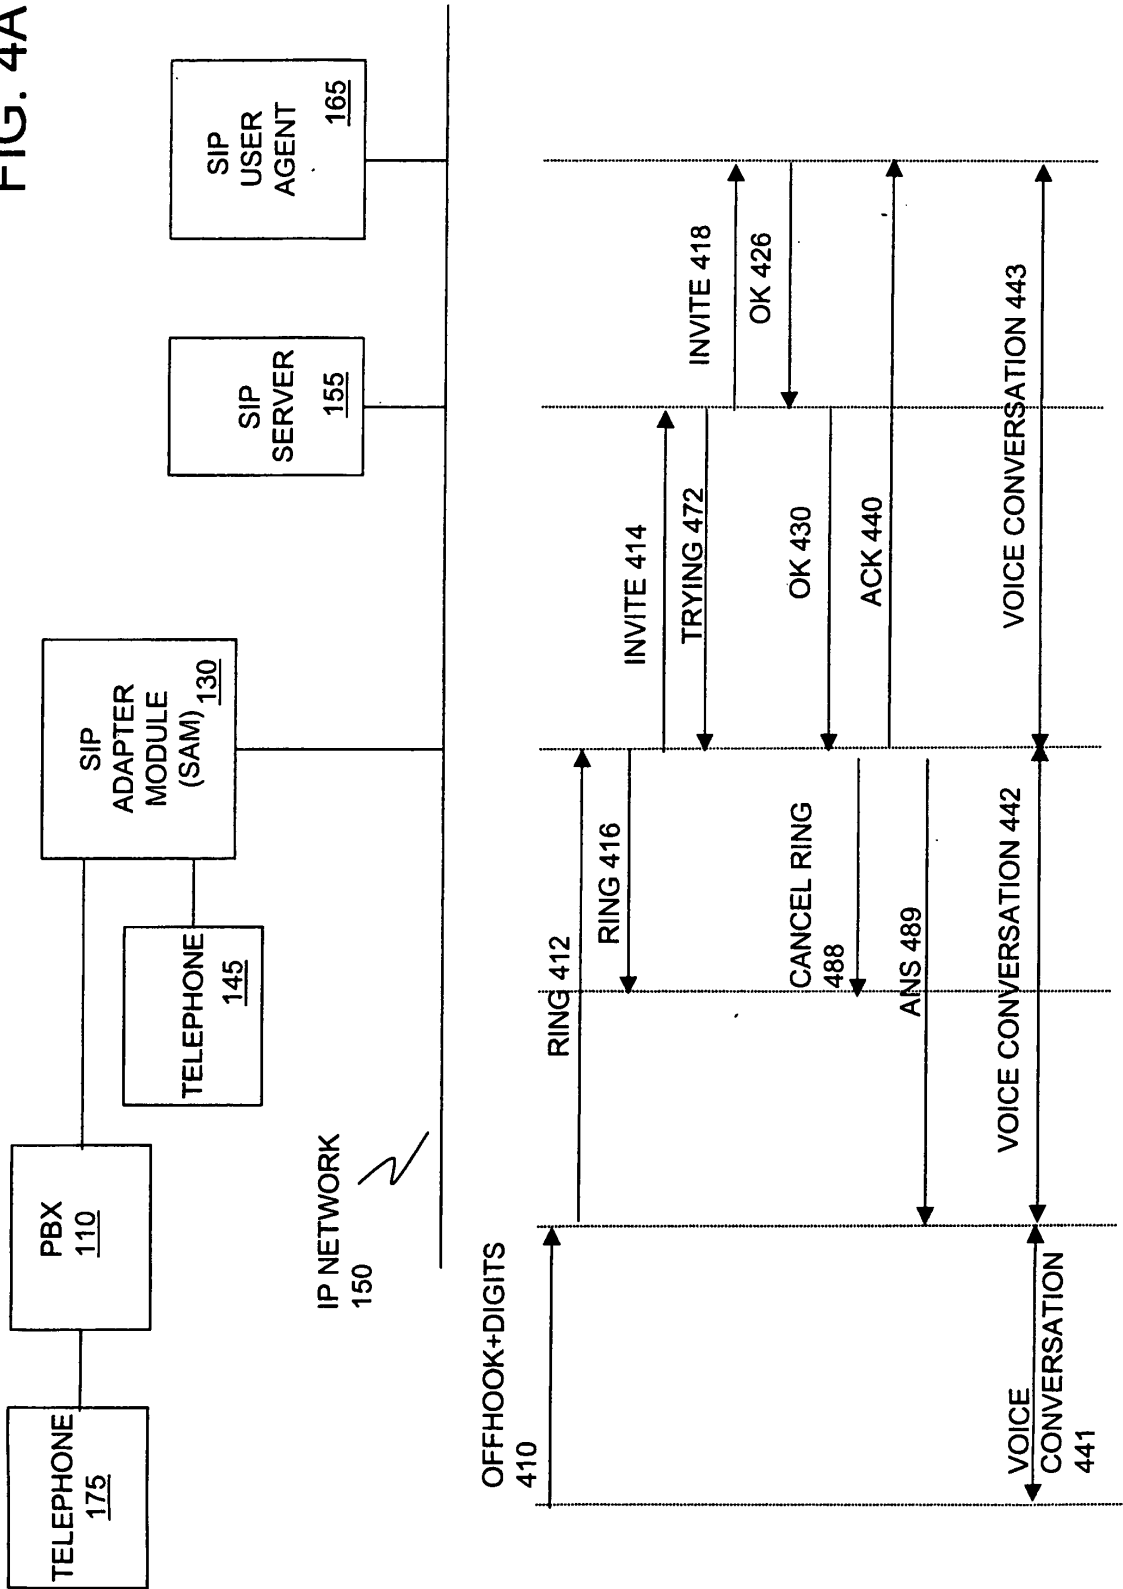 FIG. 4A
TELEPHONE
175
PBX
110
TELEPHONE
145
SIP
ADAPTER
MODULE
(SAM)
130
SIP
SERVER
155
SIP
USER
AGENT
165
IP NETWORK
150
OFFHOOK+DIGITS
410
RING 412
RING 416
INVITE 414
TRYING 472
INVITE 418
OK 426
OK 430
CANCEL RING
488
ACK 440
ANS 489
VOICE
CONVERSATION
441
VOICE CONVERSATION 442
VOICE CONVERSATION 443